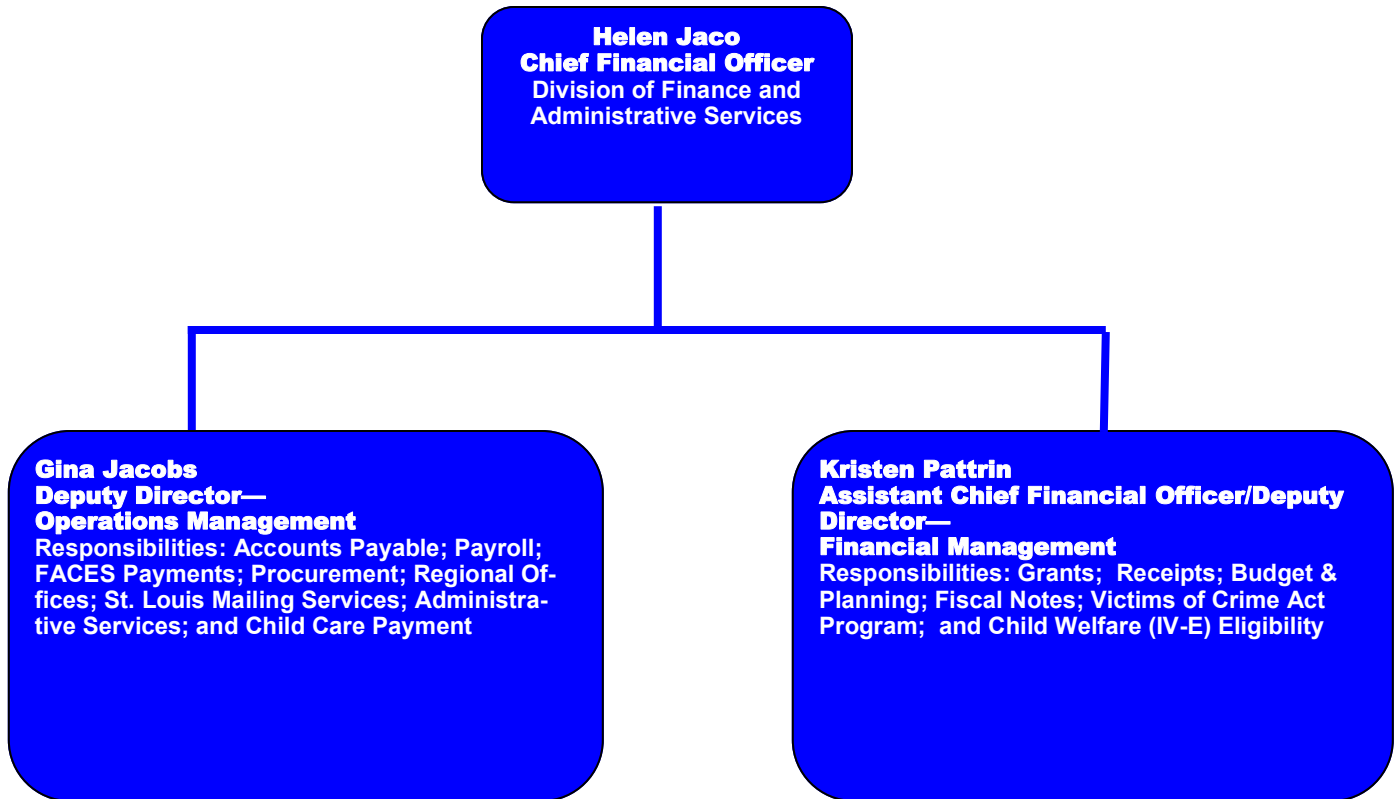 Helen Jaco
Chief Financial Officer
Division of Finance and
Administrative Services
Gina Jacobs
Deputy Director—
Operations Management
Responsibilities: Accounts Payable; Payroll;
FACES Payments; Procurement; Regional Of-
fices; St. Louis Mailing Services; Administra-
tive Services; and Child Care Payment
Kristen Pattrin
Assistant Chief Financial Officer/Deputy
Director—
Financial Management
Responsibilities: Grants;  Receipts; Budget &
Planning; Fiscal Notes; Victims of Crime Act
Program;  and Child Welfare (IV-E) Eligibility